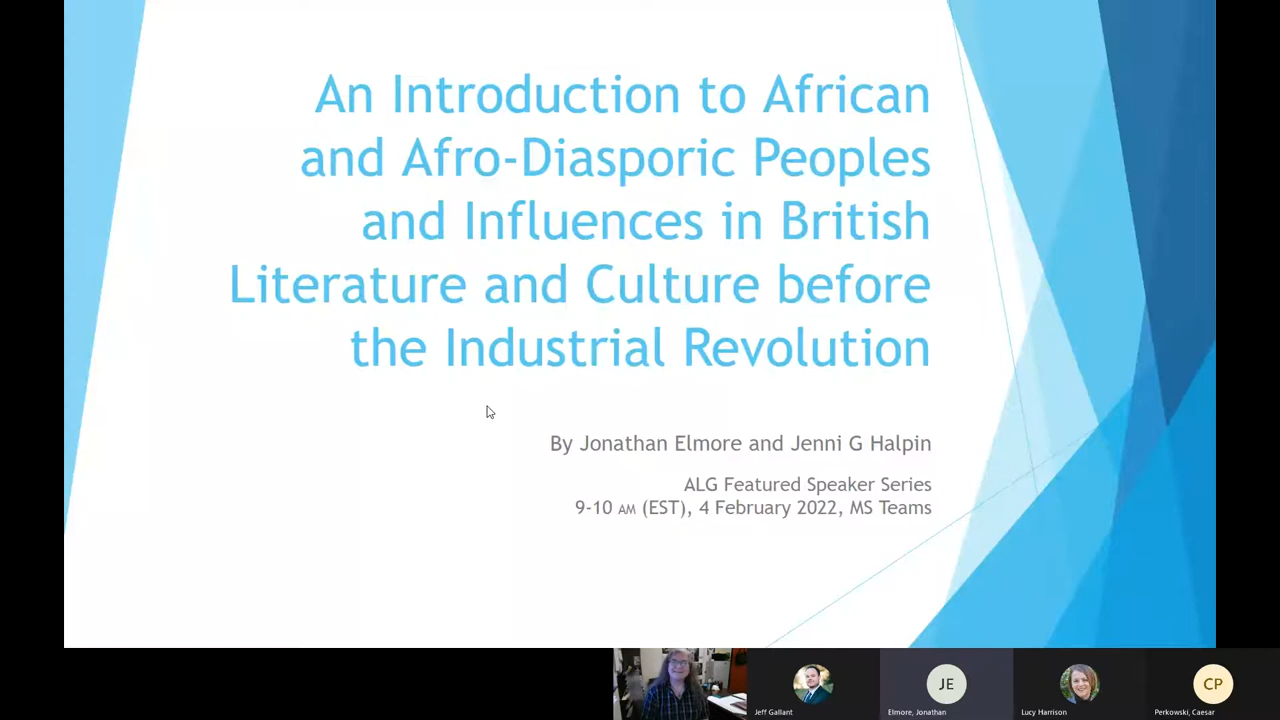 An Introduction to African
and Afro-Diasporic Peoples
and Influences in British
Literature and Culture before
the Industrial Revolution
By Jonathan Elmore and Jenni G Halpin
ALG Featured Speaker Series
9-10 AM (EST), 4 February 2022, MS Teams
JE
CP
Jeff Gallant
Elmore, Jonathan
Lucy Harrison
Perkowski, Caesar